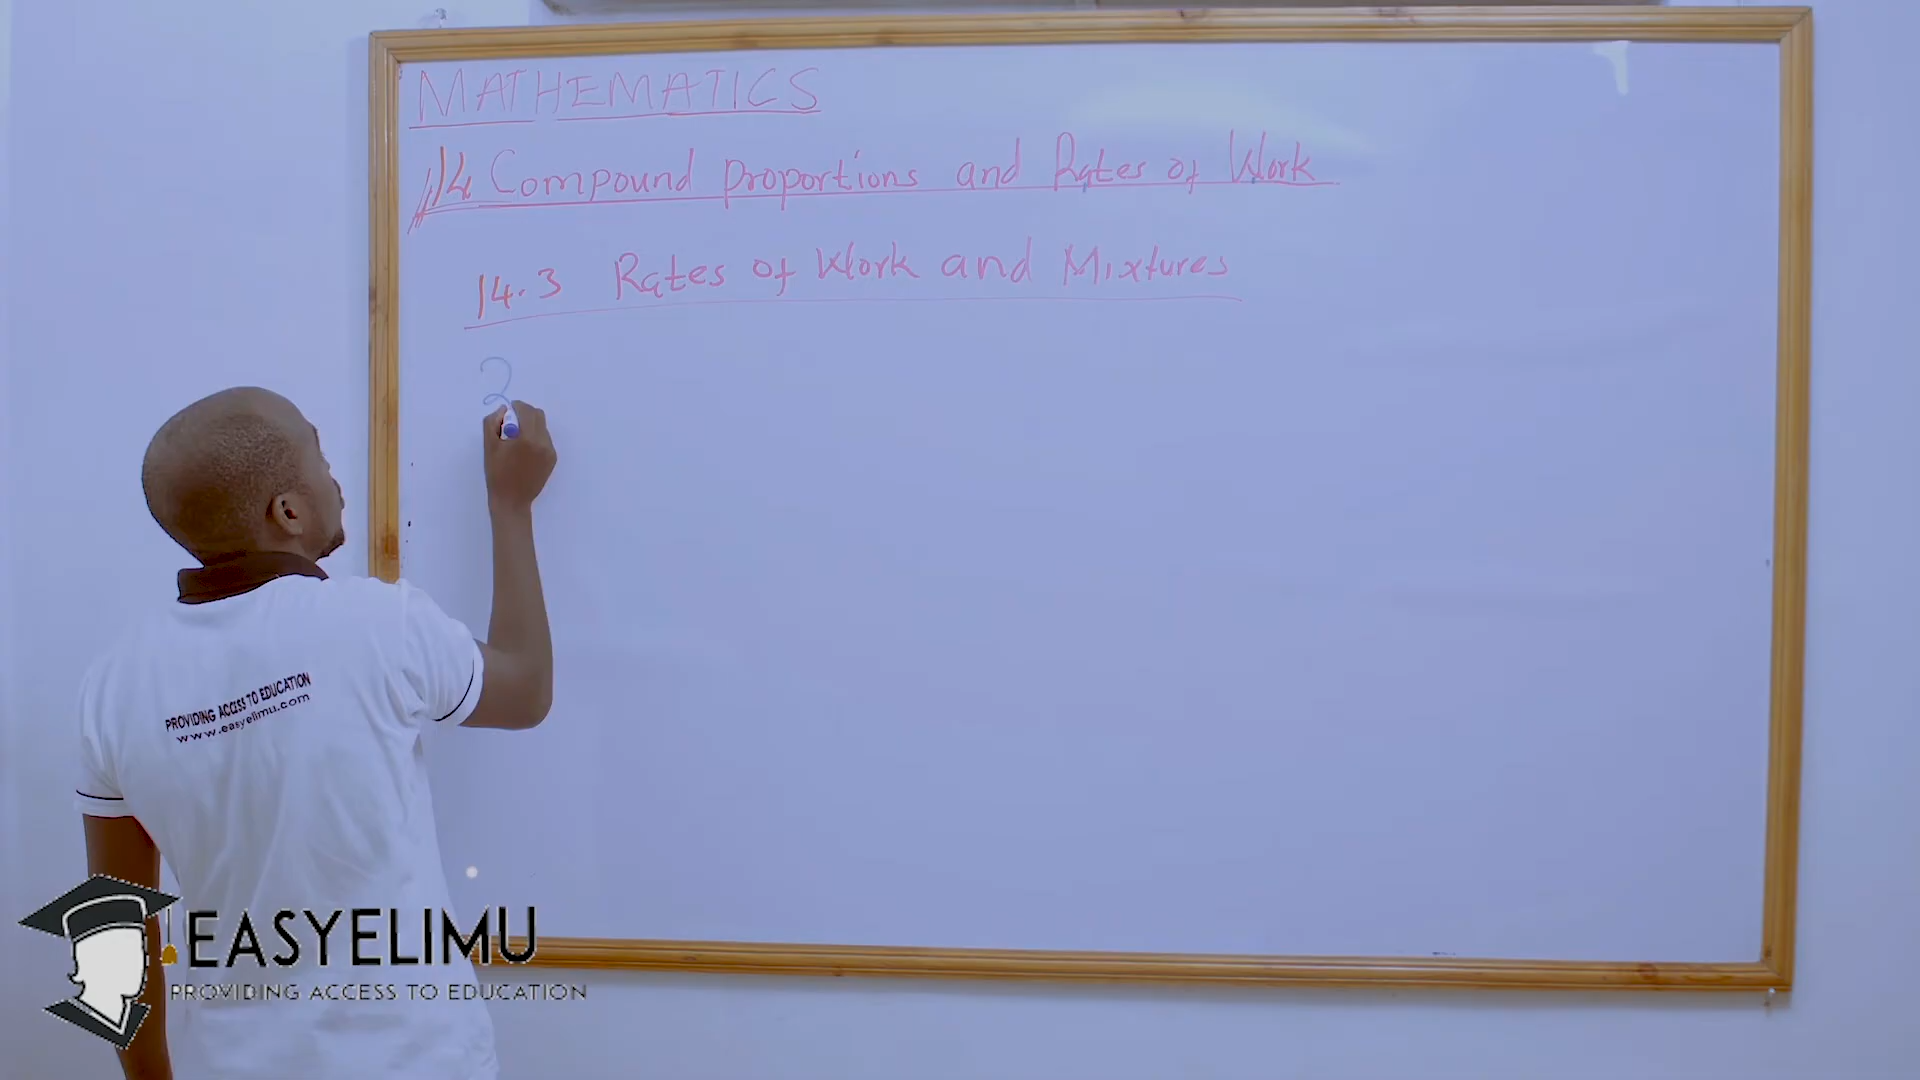 MATHEMATICS
14 Compound proportions and Rates of Work
14.3 Rates of Work and Mixtures
2
PROVIDING ACCESS TO EDUCATION
www.easyelimu.com
EASYELIMU
PROVIDING ACCESS TO EDUCATION